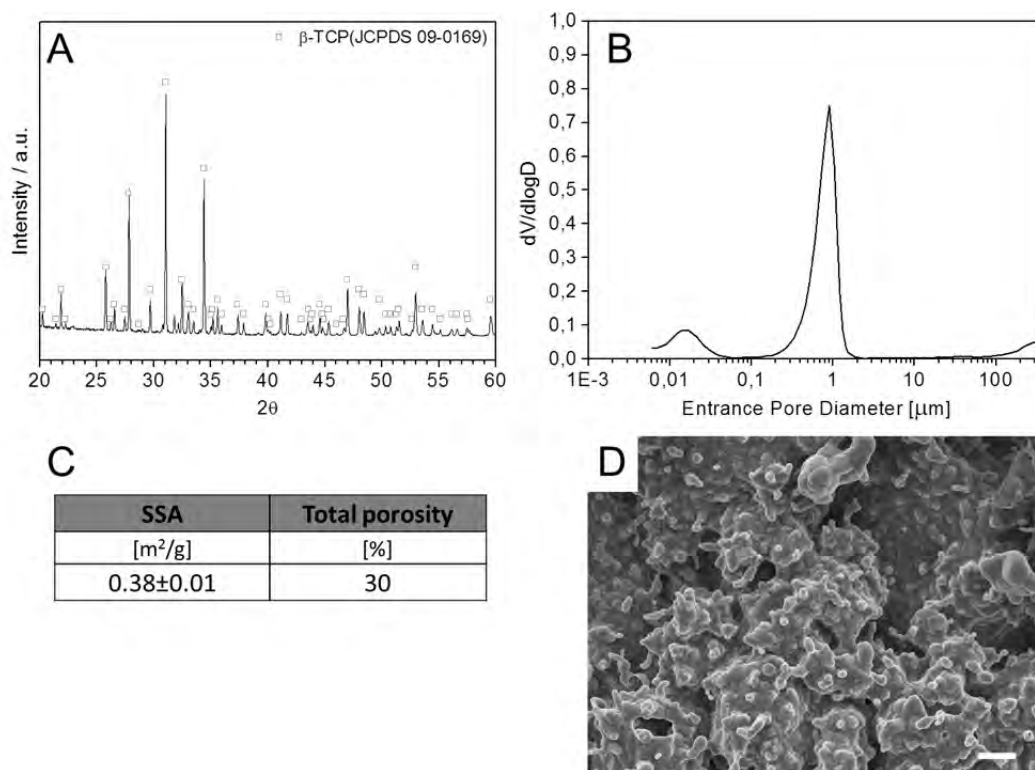 A
β-TCP(JCPDS 09-0169)
Intensity / a.u.
20 25 30 35 40 45 50 55 60
2θ
B
1,0
0,9
0,8
0,7
0,6
0,5
0,4
0,3
0,2
0,1
0,0
dV/dlogD
1E-3 0,01 0,1 1 10 100
Entrance Pore Diameter [μm]
C
SSA Total porosity
[m²/g] [%]
0.38±0.01 30
D